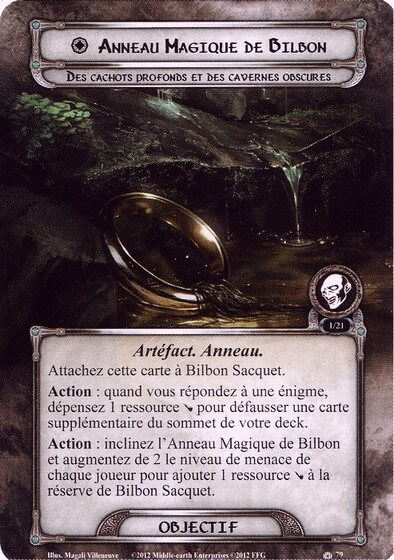 Anneau Magique de Bilbon
Des cachots profonds et des cavernes obscures
1/21
Artéfact. Anneau.
Attachez cette carte à Bilbon Sacquet.
Action : quand vous répondez à une énigme,
dépensez 1 ressource pour défausser une carte
supplémentaire du sommet de votre deck.
Action : inclinez l'Anneau Magique de Bilbon
et augmentez de 2 le niveau de menace de
chaque joueur pour ajouter 1 ressource à la
réserve de Bilbon Sacquet.
OBJECTIF
Illus. Magali Villeneuve ©2012 Middle-earth Enterprises ©2012 FFG 79